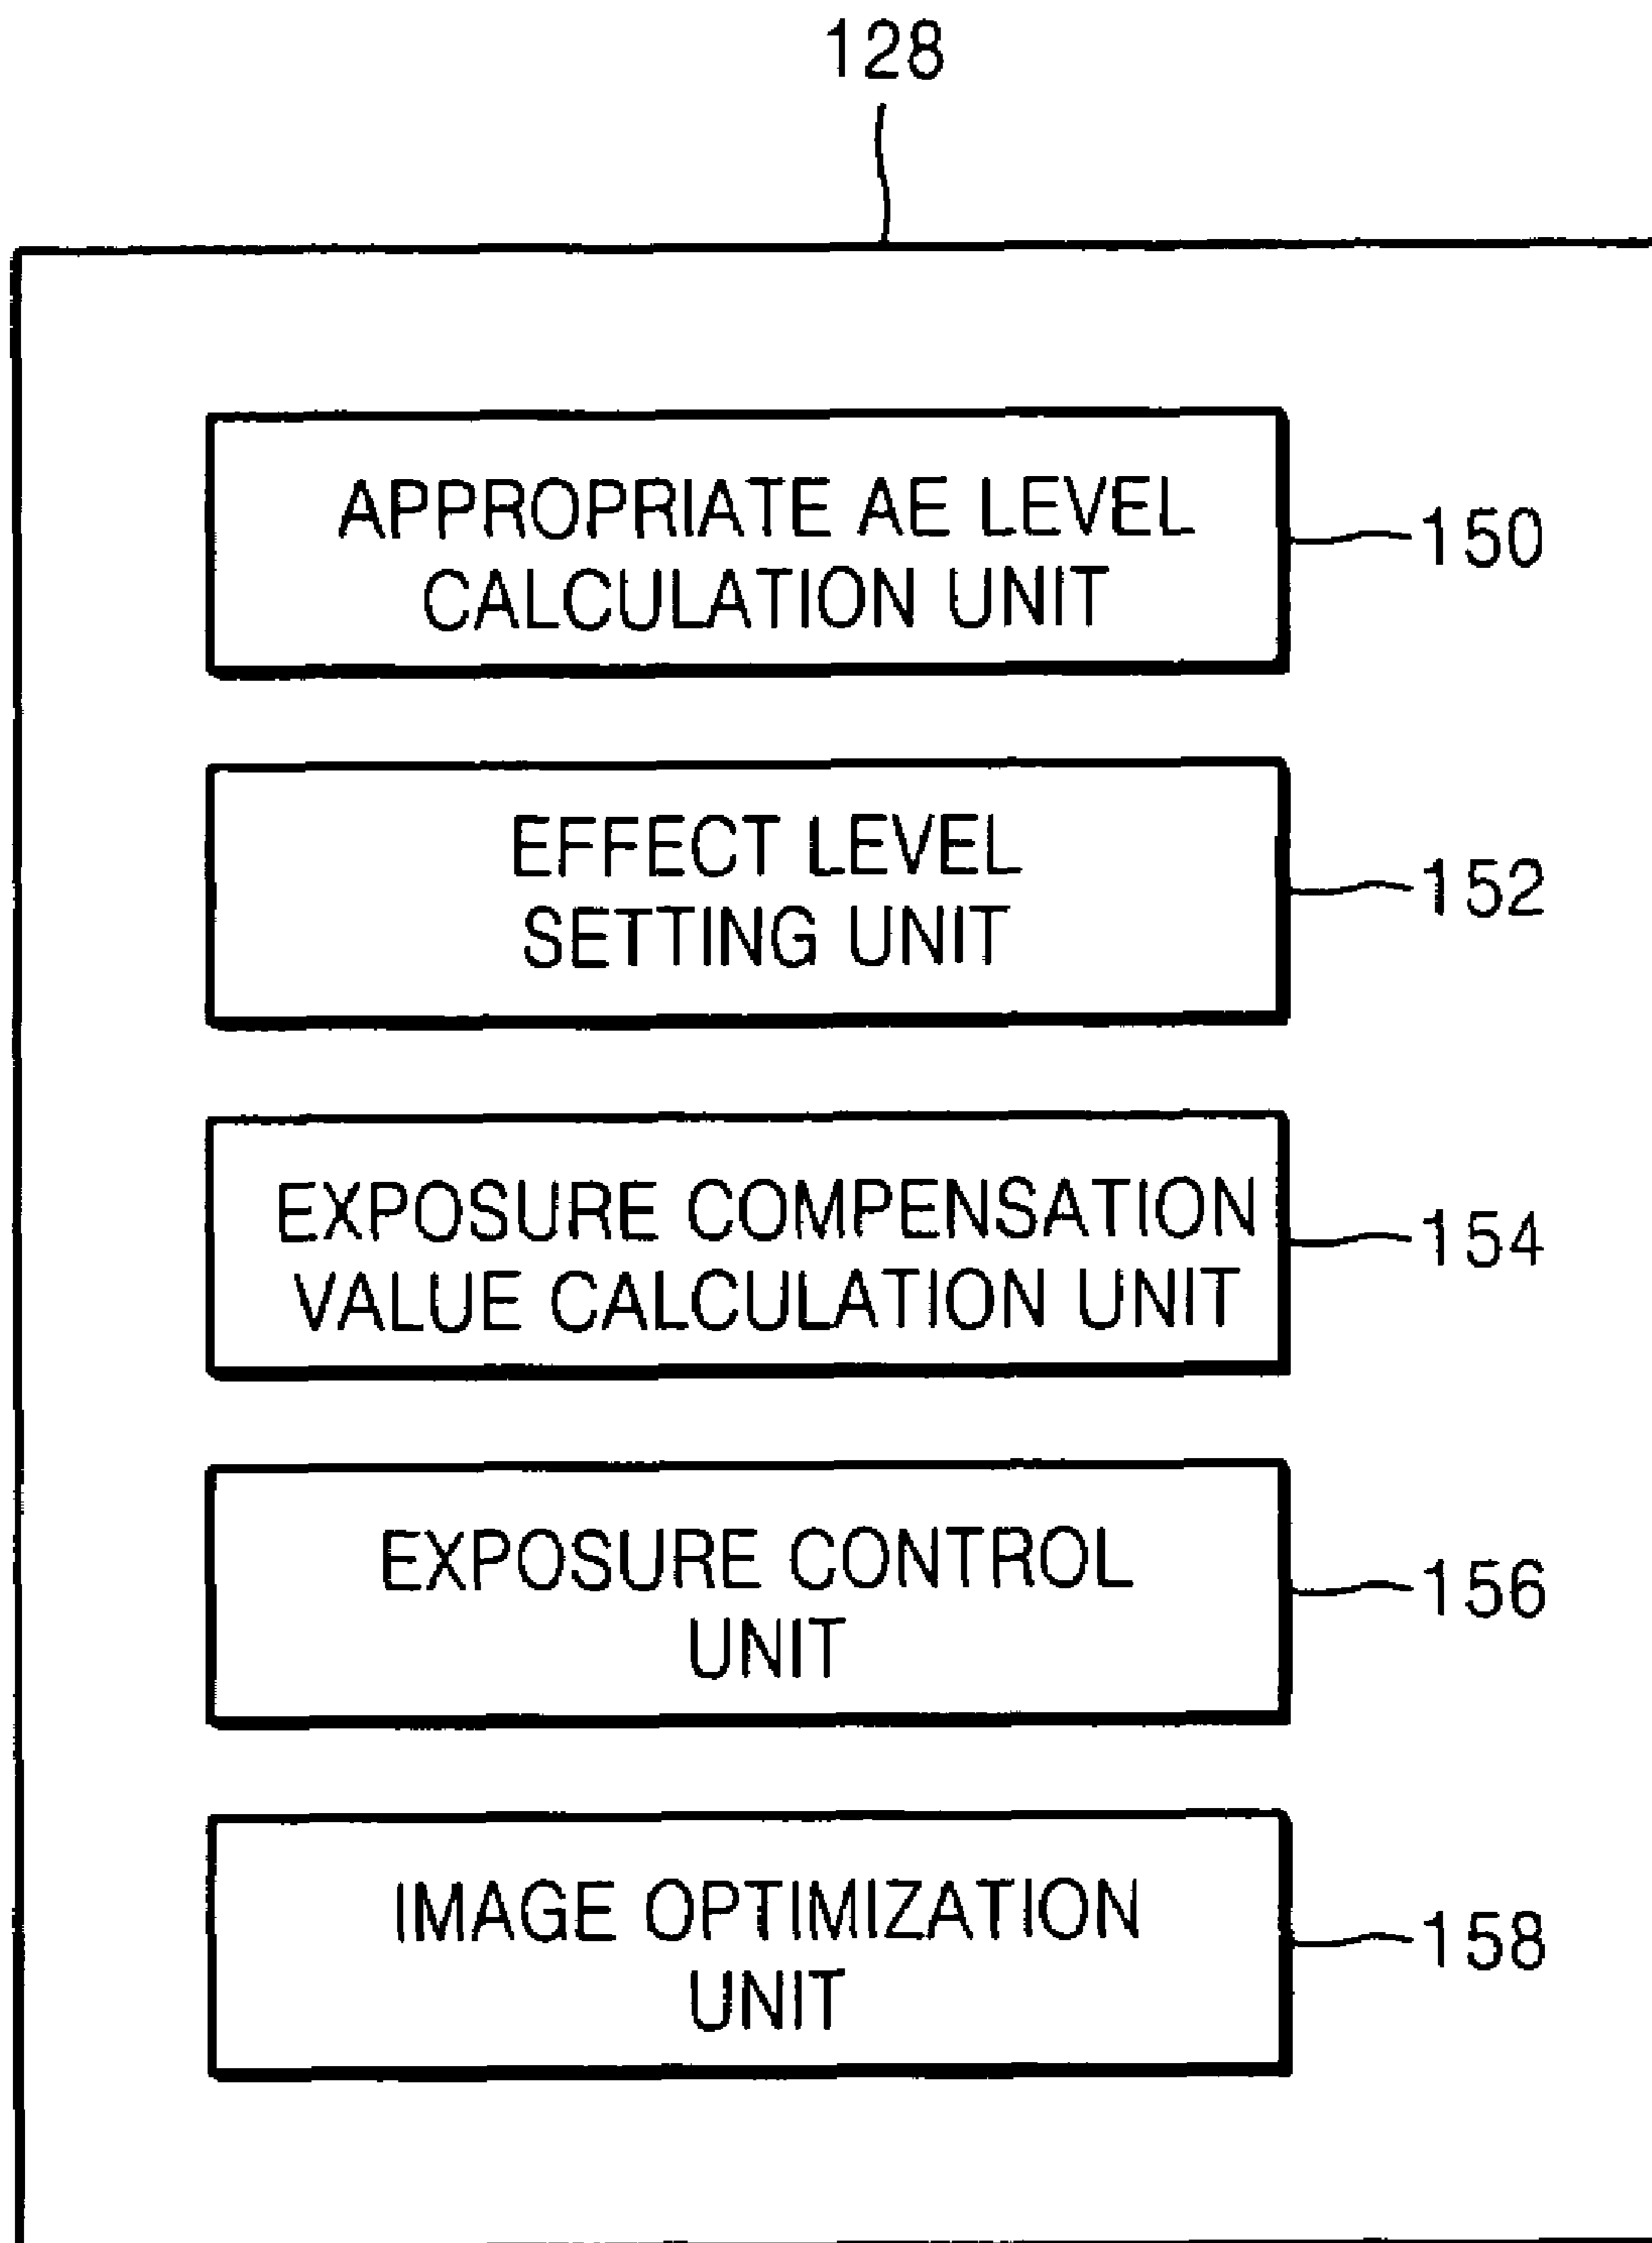 128
APPROPRIATE AE LEVEL
CALCULATION UNIT
150
EFFECT LEVEL
SETTING UNIT
152
EXPOSURE COMPENSATION
VALUE CALCULATION UNIT
154
EXPOSURE CONTROL
UNIT
156
IMAGE OPTIMIZATION
UNIT
158